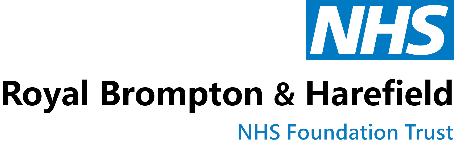 NHS
Royal Brompton & Harefield
NHS Foundation Trust